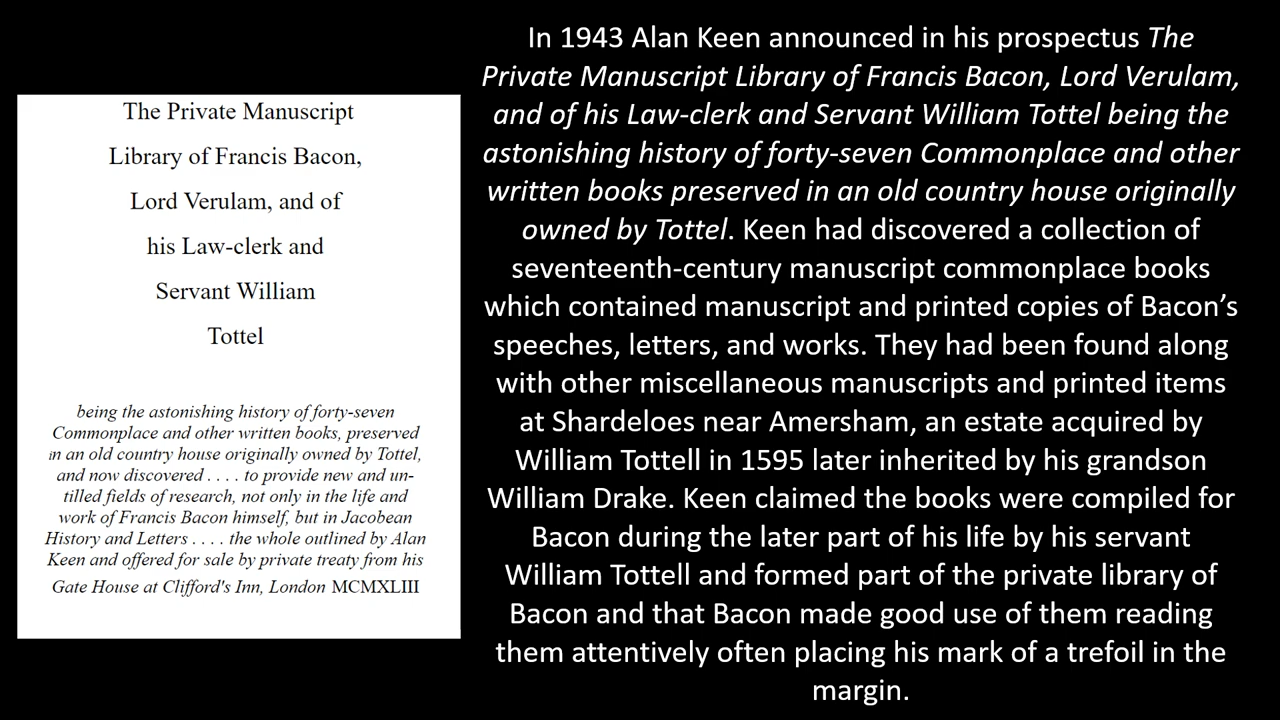 The Private Manuscript
Library of Francis Bacon,
Lord Verulam, and of
his Law-clerk and
Servant William
Tottel
being the astonishing history of forty-seven
Commonplace and other written books, preserved
in an old country house originally owned by Tottel,
and now discovered . . . . to provide new and un-
tilled fields of research, not only in the life and
work of Francis Bacon himself, but in Jacobean
History and Letters . . . . the whole outlined by Alan
Keen and offered for sale by private treaty from his
Gate House at Clifford's Inn, London MCMXLIII
In 1943 Alan Keen announced in his prospectus The
Private Manuscript Library of Francis Bacon, Lord Verulam,
and of his Law-clerk and Servant William Tottel being the
astonishing history of forty-seven Commonplace and other
written books preserved in an old country house originally
owned by Tottel. Keen had discovered a collection of
seventeenth-century manuscript commonplace books
which contained manuscript and printed copies of Bacon’s
speeches, letters, and works. They had been found along
with other miscellaneous manuscripts and printed items
at Shardeloes near Amersham, an estate acquired by
William Tottell in 1595 later inherited by his grandson
William Drake. Keen claimed the books were compiled for
Bacon during the later part of his life by his servant
William Tottell and formed part of the private library of
Bacon and that Bacon made good use of them reading
them attentively often placing his mark of a trefoil in the
margin.